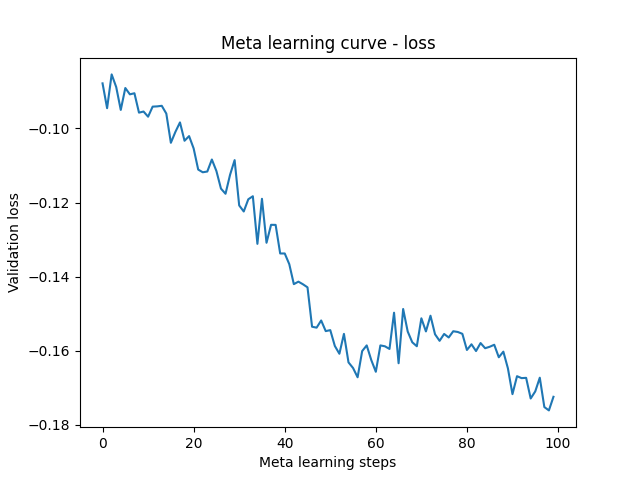 Meta learning curve - loss
Validation loss
−0.10
−0.12
−0.14
−0.16
−0.18
0 20 40 60 80 100
Meta learning steps